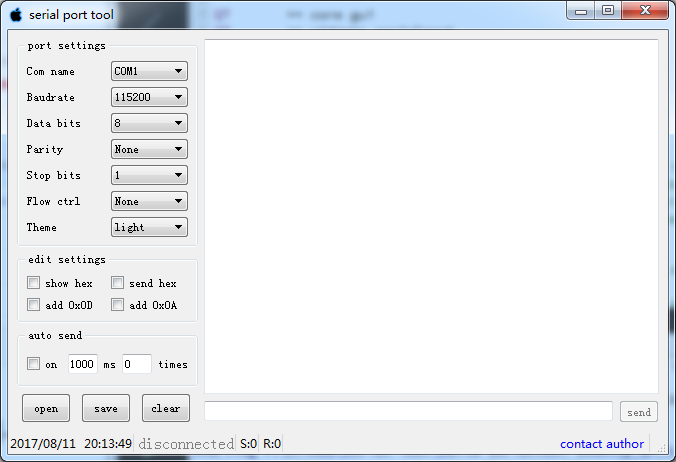 serial port tool
port settings
Com name COM1
Baudrate 115200
Data bits 8
Parity None
Stop bits 1
Flow ctrl None
Theme light
edit settings
show hex send hex
add 0x0D add 0x0A
auto send
on 1000 ms 0 times
open save clear
send
2017/08/11 20:13:49 disconnected S:0 R:0 contact author